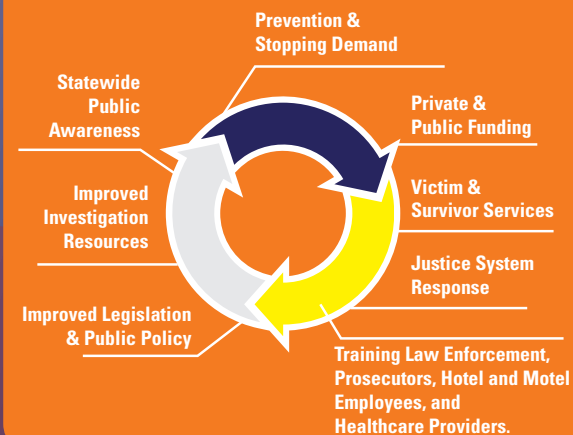 Prevention &
Stopping Demand
Statewide
Public
Awareness
Private &
Public Funding
Improved
Investigation
Resources
Victim &
Survivor Services
Justice System
Response
Improved Legislation
& Public Policy
Training Law Enforcement,
Prosecutors, Hotel and Motel
Employees, and
Healthcare Providers.